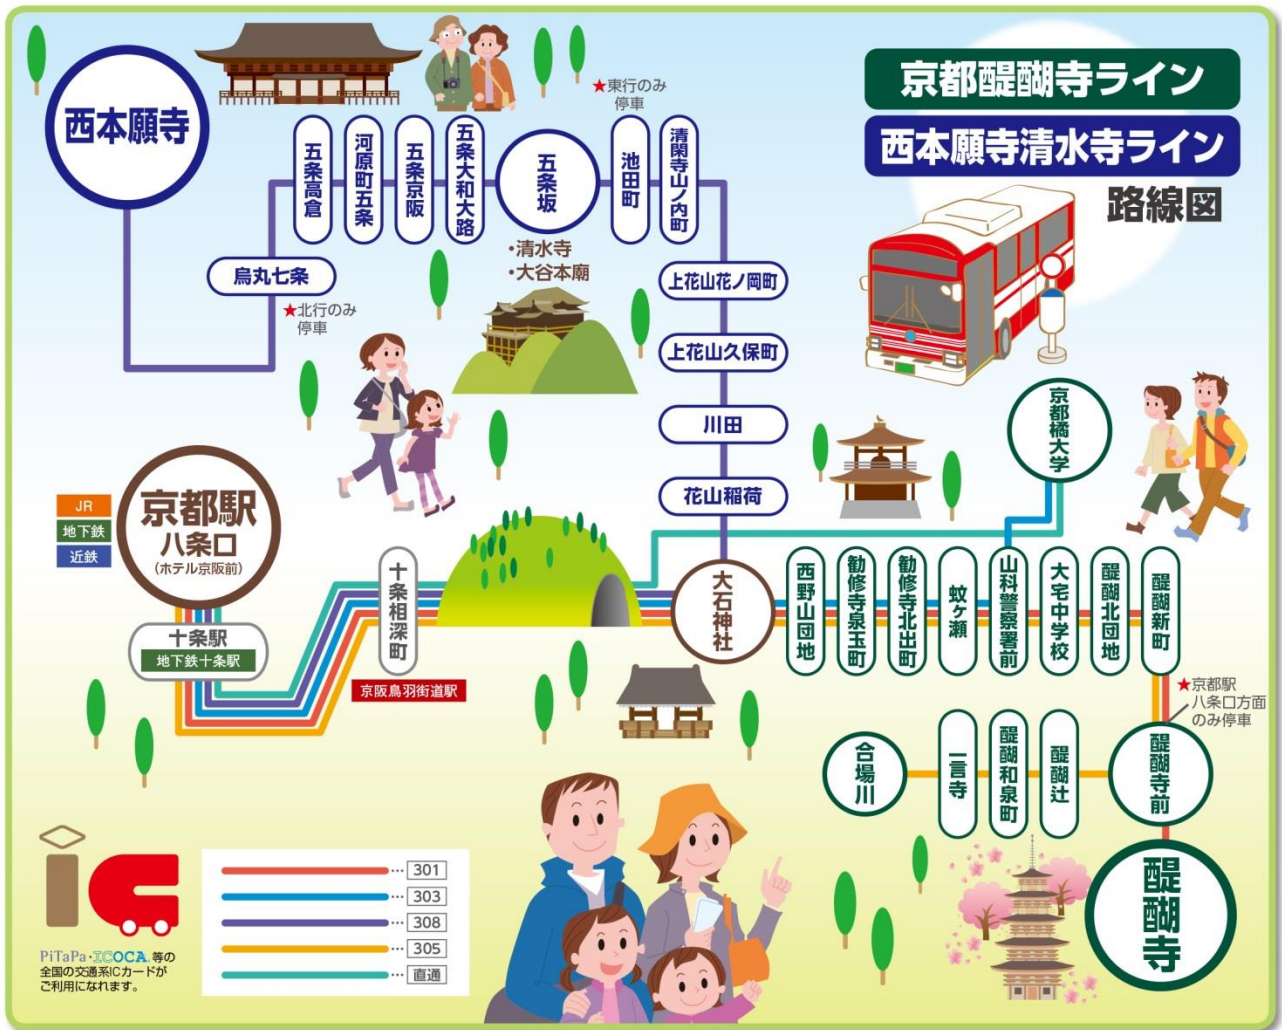 京都醍醐寺ライン
西本願寺清水寺ライン
路線図
西本願寺
烏丸七条
★北行のみ
停車
五条高倉
河原町五条
五条京阪
五条大和大路
五条坂
・清水寺
・大谷本廟
★東行のみ
停車
池田町
清閑寺山ノ内町
上花山花ノ岡町
上花山久保町
川田
花山稲荷
大石神社
京都駅
八条口
(ホテル京阪前)
JR
地下鉄
近鉄
十条駅
地下鉄十条駅
十条相深町
京阪鳥羽街道駅
西野山団地
勧修寺泉玉町
勧修寺北出町
蚊ヶ瀬
山科警察署前
大宅中学校
醍醐北団地
醍醐新町
京都橘大学
★京都駅
八条口方面
のみ停車
醍醐寺前
醍醐辻
醍醐和泉町
一言寺
合場川
醍醐寺
iC
PiTaPa・ICOCA 等の
全国の交通系ICカードが
ご利用になれます。
…301
…303
…308
…305
…直通